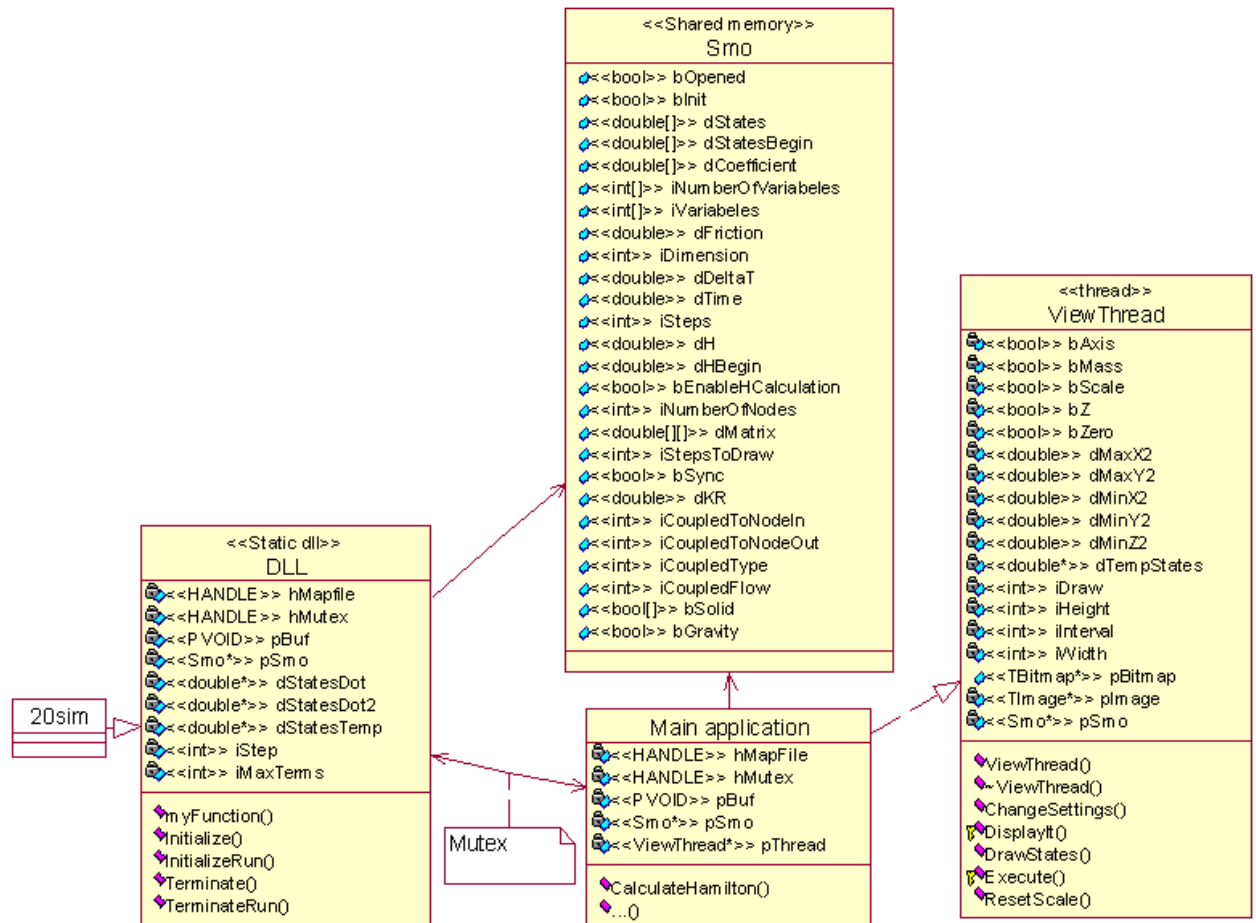 <<Shared memory>>
Smo
<<bool>> bOpened
<<bool>> bInit
<<double[]>> dStates
<<double[]>> dStatesBegin
<<double[]>> dCoefficient
<<int[]>> iNumberOfVariabeles
<<int[]>> iVariabeles
<<double>> dFriction
<<int>> iDimension
<<double>> dDeltaT
<<double>> dTime
<<int>> iSteps
<<double>> dH
<<double>> dHBegin
<<bool>> bEnableHCalculation
<<int>> iNumberOfNodes
<<double[][]>> dMatrix
<<int>> iStepsToDraw
<<bool>> bSync
<<double>> dKR
<<int>> iCoupledToNodeIn
<<int>> iCoupledToNodeOut
<<int>> iCoupledType
<<int>> iCoupledFlow
<<bool[]>> bSolid
<<bool>> bGravity
<<thread>>
ViewThread
<<bool>> bAxis
<<bool>> bMass
<<bool>> bScale
<<bool>> bZ
<<bool>> bZero
<<double>> dMaxX2
<<double>> dMaxY2
<<double>> dMinX2
<<double>> dMinY2
<<double>> dMinZ2
<<double*>> dTempStates
<<int>> iDraw
<<int>> iHeight
<<int>> iInterval
<<int>> iWidth
<<TBitmap*>> pBitmap
<<TImage*>> pImage
<<Smo*>> pSmo
ViewThread()
~ViewThread()
ChangeSettings()
DisplayIt()
DrawStates()
Execute()
ResetScale()
<<Static dll>>
DLL
<<HANDLE>> hMapfile
<<HANDLE>> hMutex
<<PVOID>> pBuf
<<Smo*>> pSmo
<<double*>> dStatesDot
<<double*>> dStatesDot2
<<double*>> dStatesTemp
<<int>> iStep
<<int>> iMaxTerms
myFunction()
Initialize()
InitializeRun()
Terminate()
TerminateRun()
20sim
Mutex
Main application
<<HANDLE>> hMapFile
<<HANDLE>> hMutex
<<PVOID>> pBuf
<<Smo*>> pSmo
<<ViewThread*>> pThread
CalculateHamilton()
...()